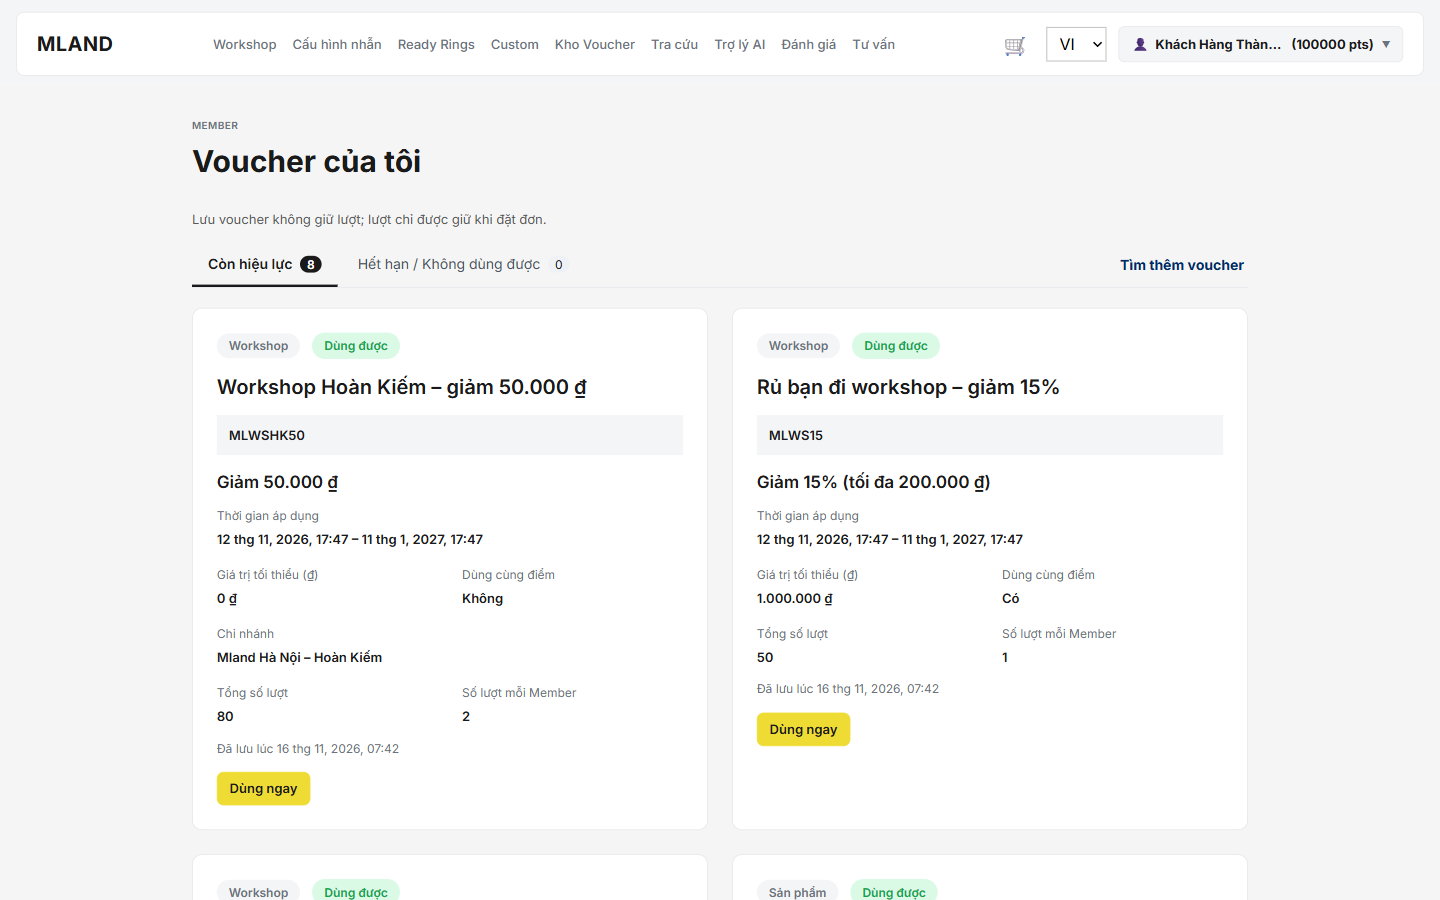 MLAND
Workshop Cấu hình nhẫn Ready Rings Custom Kho Voucher Tra cứu Trợ lý AI Đánh giá Tư vấn
VI
Khách Hàng Thàn... (100000 pts) ▼
MEMBER
Voucher của tôi
Lưu voucher không giữ lượt; lượt chỉ được giữ khi đặt đơn.
Còn hiệu lực 8 Hết hạn / Không dùng được 0 Tìm thêm voucher
Workshop Dùng được
Workshop Hoàn Kiếm – giảm 50.000 ₫
MLWSHK50
Giảm 50.000 ₫
Thời gian áp dụng
12 thg 11, 2026, 17:47 – 11 thg 1, 2027, 17:47
Giá trị tối thiểu (₫) Dùng cùng điểm
0 ₫ Không
Chi nhánh
Mland Hà Nội – Hoàn Kiếm
Tổng số lượt Số lượt mỗi Member
80 2
Đã lưu lúc 16 thg 11, 2026, 07:42
Dùng ngay
Workshop Dùng được
Rủ bạn đi workshop – giảm 15%
MLWS15
Giảm 15% (tối đa 200.000 ₫)
Thời gian áp dụng
12 thg 11, 2026, 17:47 – 11 thg 1, 2027, 17:47
Giá trị tối thiểu (₫) Dùng cùng điểm
1.000.000 ₫ Có
Tổng số lượt Số lượt mỗi Member
50 1
Đã lưu lúc 16 thg 11, 2026, 07:42
Dùng ngay
Workshop Dùng được
Sản phẩm Dùng được